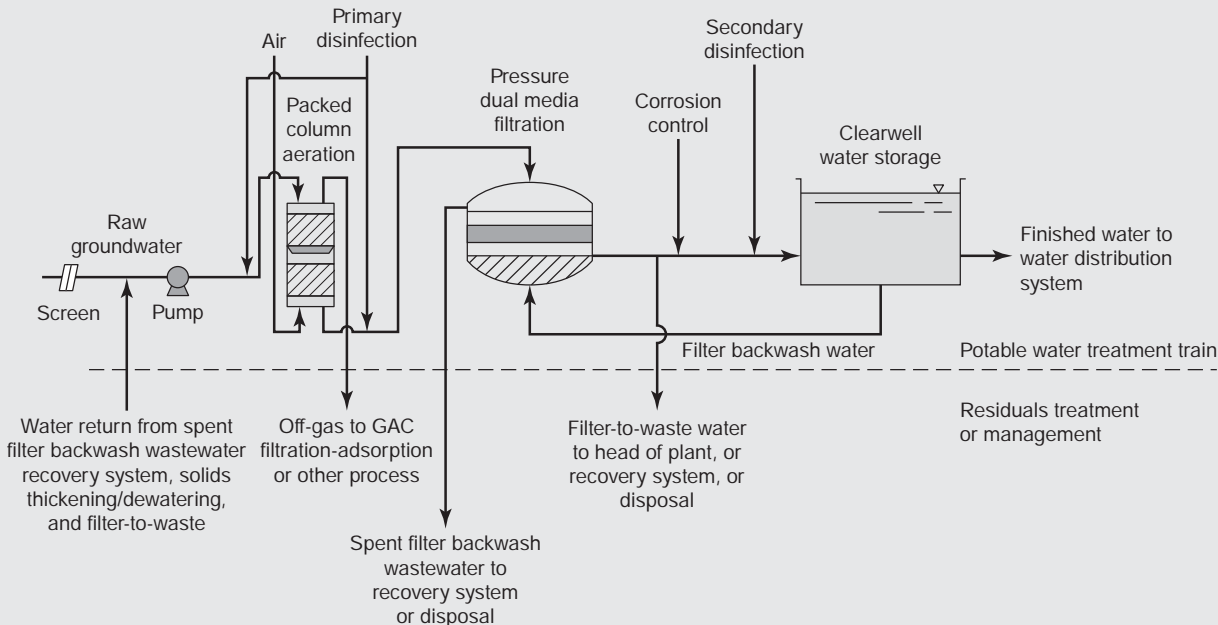 Primary
disinfection
Air
Secondary
disinfection
Pressure
dual media
filtration
Packed
column
aeration
Corrosion
control
Clearwell
water storage
Raw
groundwater
Finished water to
water distribution
system
Screen
Pump
Filter backwash water
Potable water treatment train
Residuals treatment
or management
Water return from spent
filter backwash wastewater
recovery system, solids
thickening/dewatering,
and filter-to-waste
Off-gas to GAC
filtration-adsorption
or other process
Filter-to-waste water
to head of plant, or
recovery system, or
disposal
Spent filter backwash
wastewater to
recovery system
or disposal